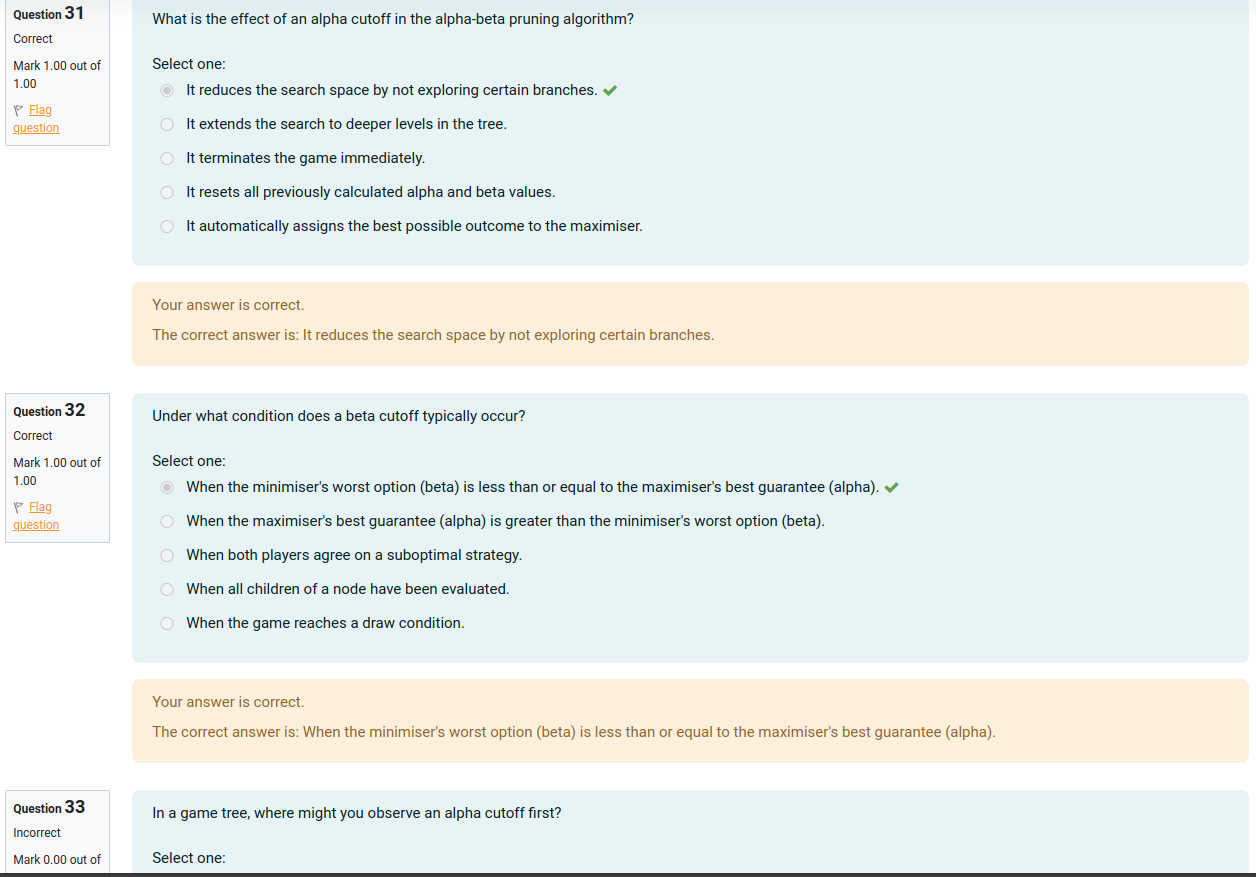 Question 31
Correct
Mark 1.00 out of
1.00
Flag
question
What is the effect of an alpha cutoff in the alpha-beta pruning algorithm?
Select one:
It reduces the search space by not exploring certain branches.
It extends the search to deeper levels in the tree.
It terminates the game immediately.
It resets all previously calculated alpha and beta values.
It automatically assigns the best possible outcome to the maximiser.
Your answer is correct.
The correct answer is: It reduces the search space by not exploring certain branches.
Question 32
Correct
Mark 1.00 out of
1.00
Flag
question
Under what condition does a beta cutoff typically occur?
Select one:
When the minimiser's worst option (beta) is less than or equal to the maximiser's best guarantee (alpha).
When the maximiser's best guarantee (alpha) is greater than the minimiser's worst option (beta).
When both players agree on a suboptimal strategy.
When all children of a node have been evaluated.
When the game reaches a draw condition.
Your answer is correct.
The correct answer is: When the minimiser's worst option (beta) is less than or equal to the maximiser's best guarantee (alpha).
Question 33
Incorrect
Mark 0.00 out of
In a game tree, where might you observe an alpha cutoff first?
Select one: